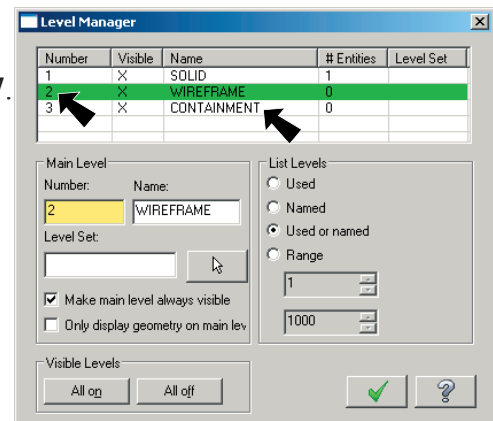 Level Manager
Number Visible Name # Entities Level Set
1 X SOLID 1
2 X WIREFRAME 0
3 X CONTAINMENT 0
Main Level
Number: Name:
2 WIREFRAME
Level Set:
Make main level always visible
Only display geometry on main lev
List Levels
Used
Named
Used or named
Range
1
1000
Visible Levels
All on All off